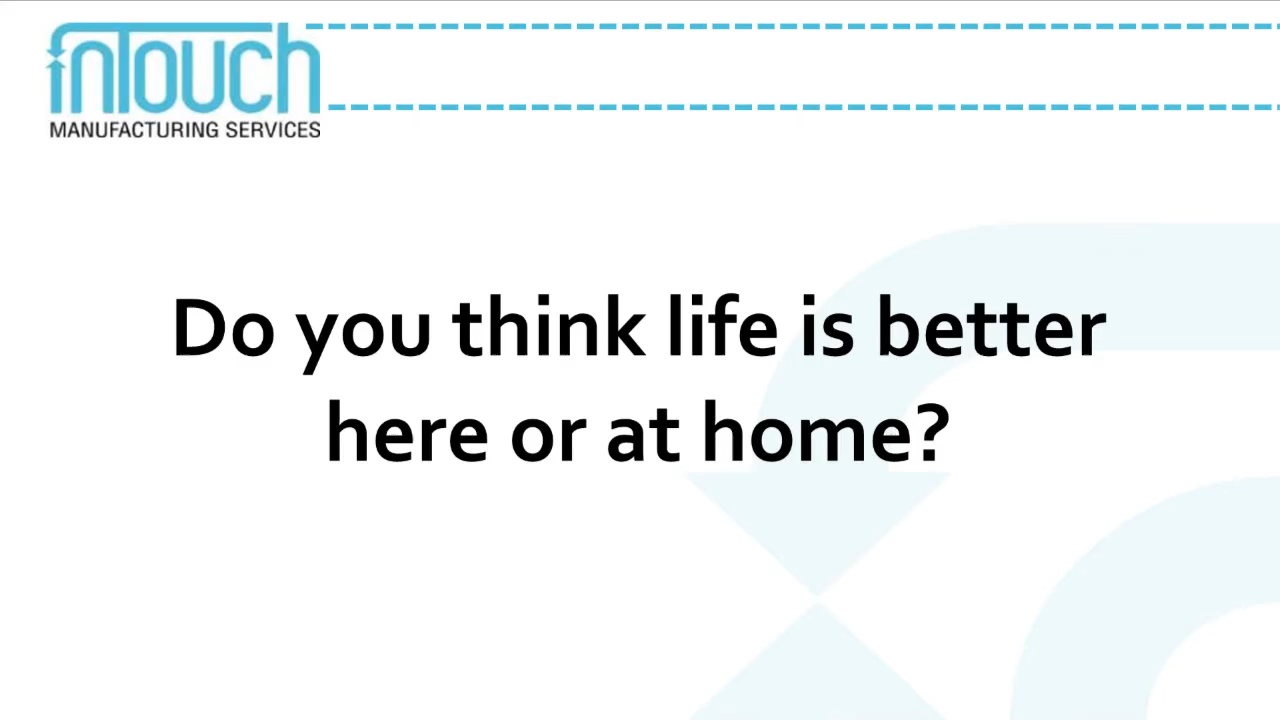 inTouch
MANUFACTURING SERVICES
Do you think life is better
here or at home?